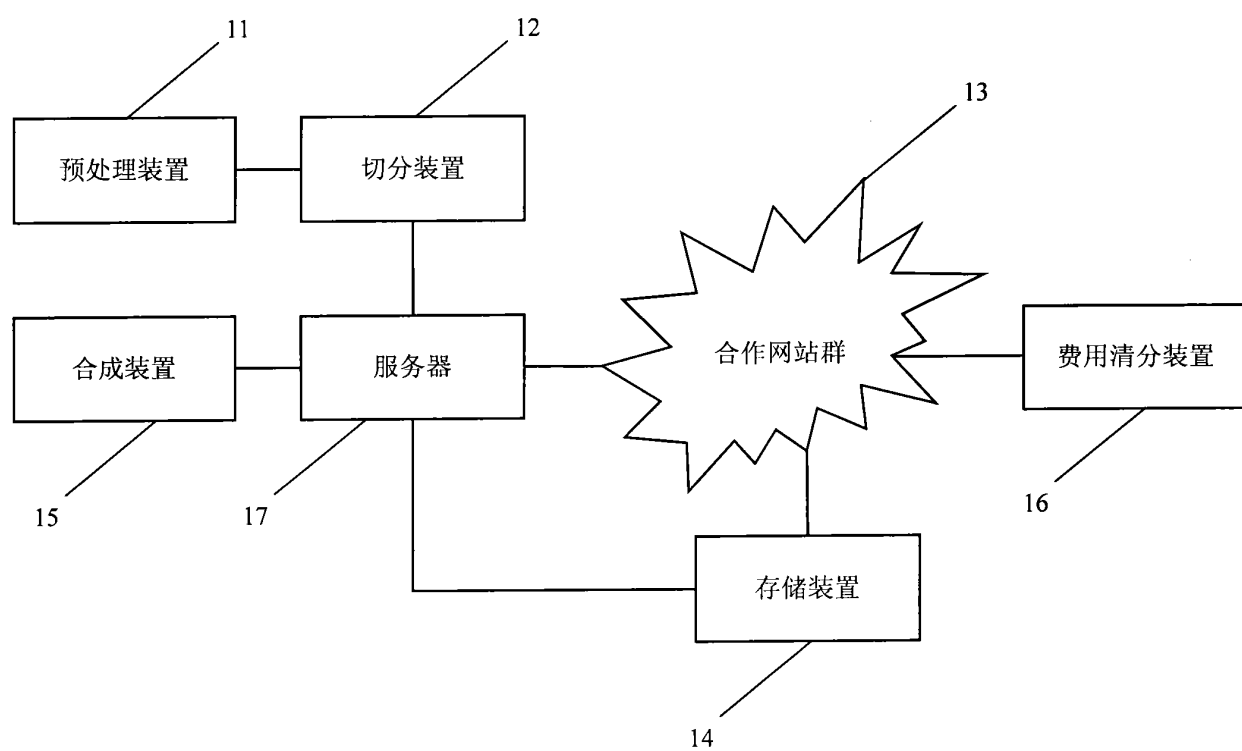 11
12
13
预处理装置
切分装置
合成装置
服务器
合作网站群
费用清分装置
15
17
16
存储装置
14